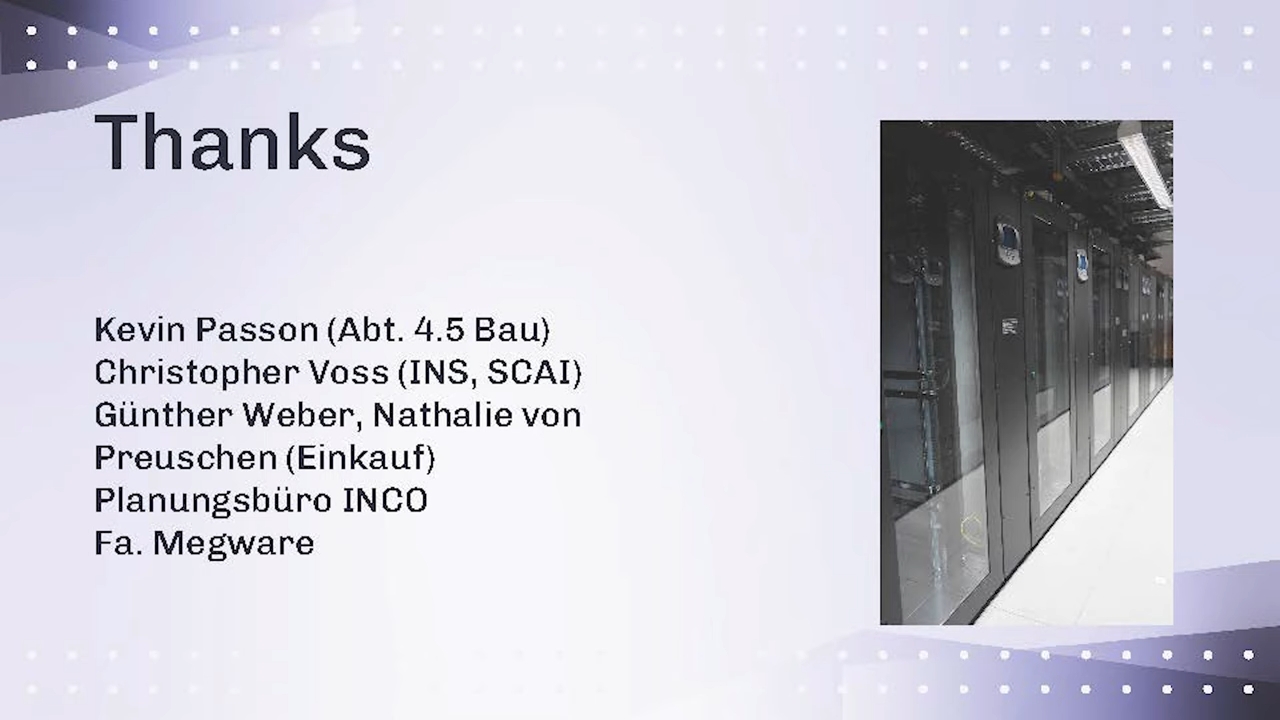 Thanks
Kevin Passon (Abt. 4.5 Bau)
Christopher Voss (INS, SCAI)
Günther Weber, Nathalie von
Preuschen (Einkauf)
Planungsbüro INCO
Fa. Megware